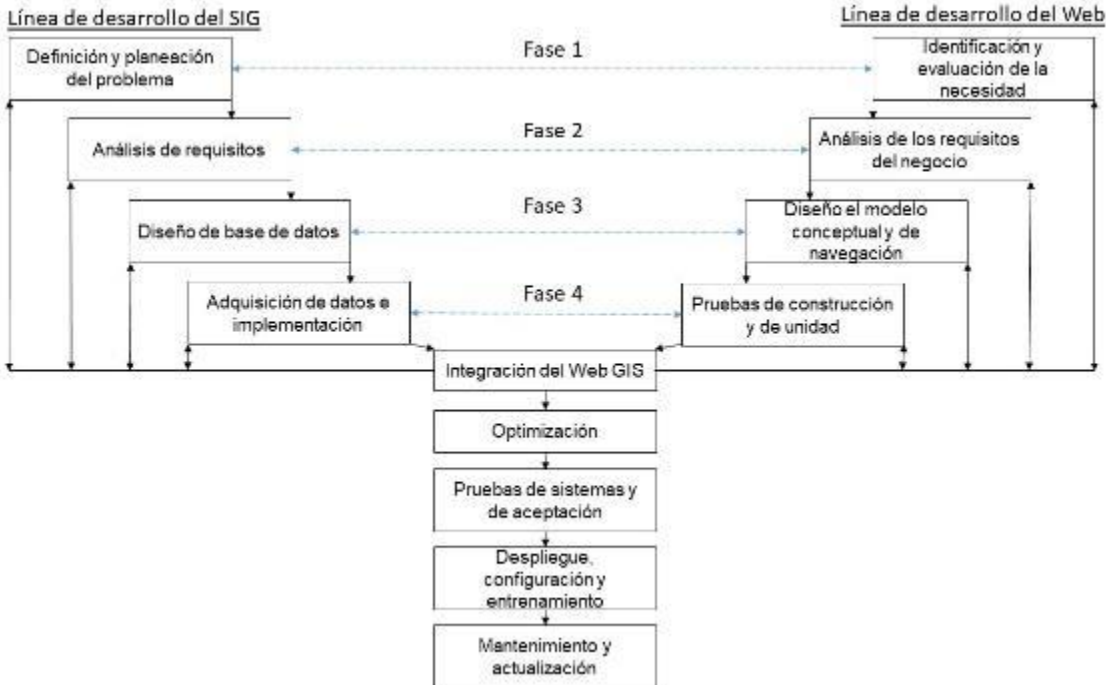 Línea de desarrollo del SIG
Línea de desarrollo del Web
Definición y planeación
del problema
Fase 1
Identificación y
evaluación de la
necesidad
Análisis de requisitos
Fase 2
Análisis de los requisitos
del negocio
Diseño de base de datos
Fase 3
Diseño el modelo
conceptual y de
navegación
Adquisición de datos e
implementación
Fase 4
Pruebas de construcción
y de unidad
Integración del Web GIS
Optimización
Pruebas de sistemas y
de aceptación
Despliegue,
configuración y
entrenamiento
Mantenimiento y
actualización